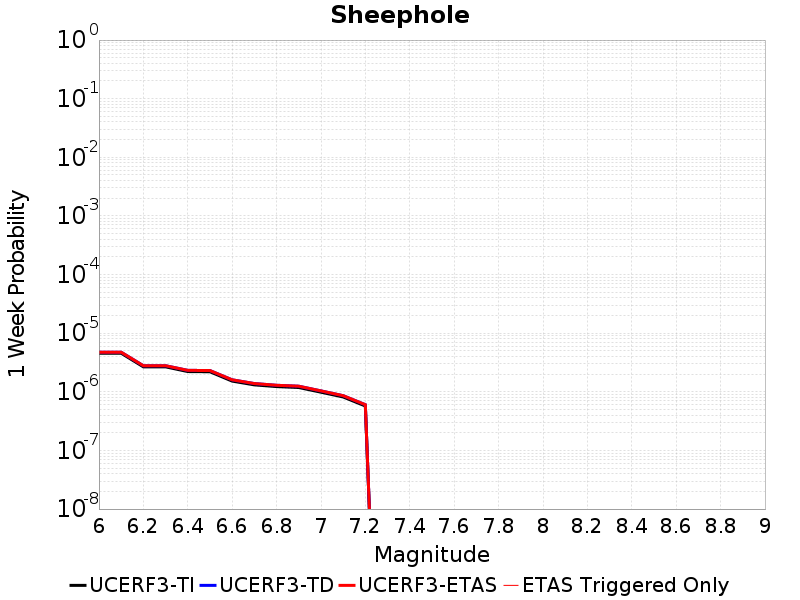 Sheephole
10^0
10^-1
10^-2
10^-3
10^-4
10^-5
10^-6
10^-7
10^-8
1 Week Probability
6 6.2 6.4 6.6 6.8 7 7.2 7.4 7.6 7.8 8 8.2 8.4 8.6 8.8 9
Magnitude
UCERF3-TI UCERF3-TD UCERF3-ETAS ETAS Triggered Only